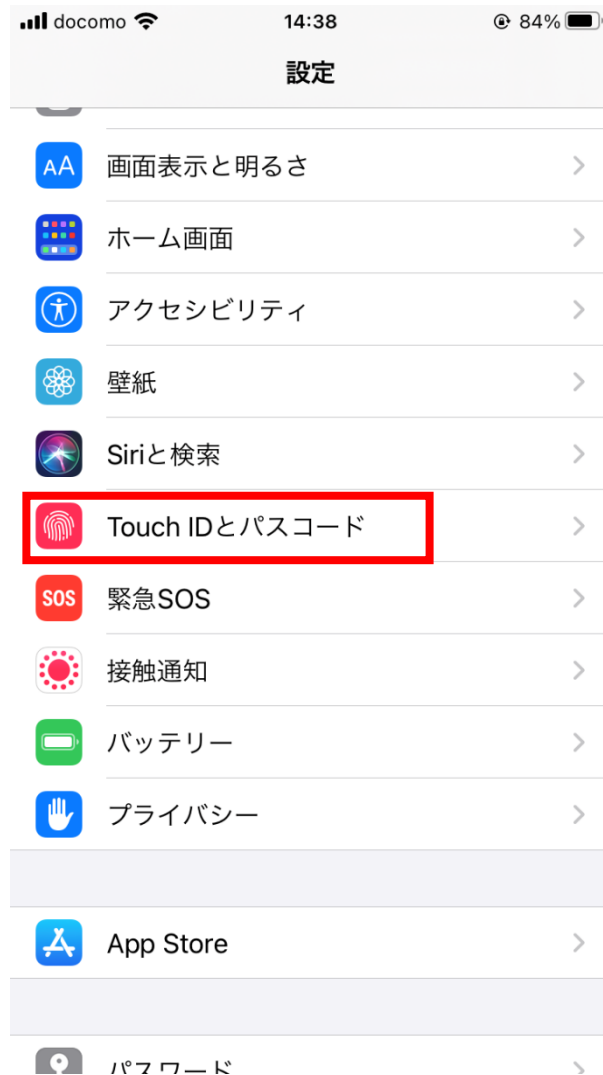 docomo 14:38 84%
設定
AA 画面表示と明るさ
ホーム画面
アクセシビリティ
壁紙
Siriと検索
Touch IDとパスコード
SOS 緊急SOS
接触通知
バッテリー
プライバシー
App Store
パスワード